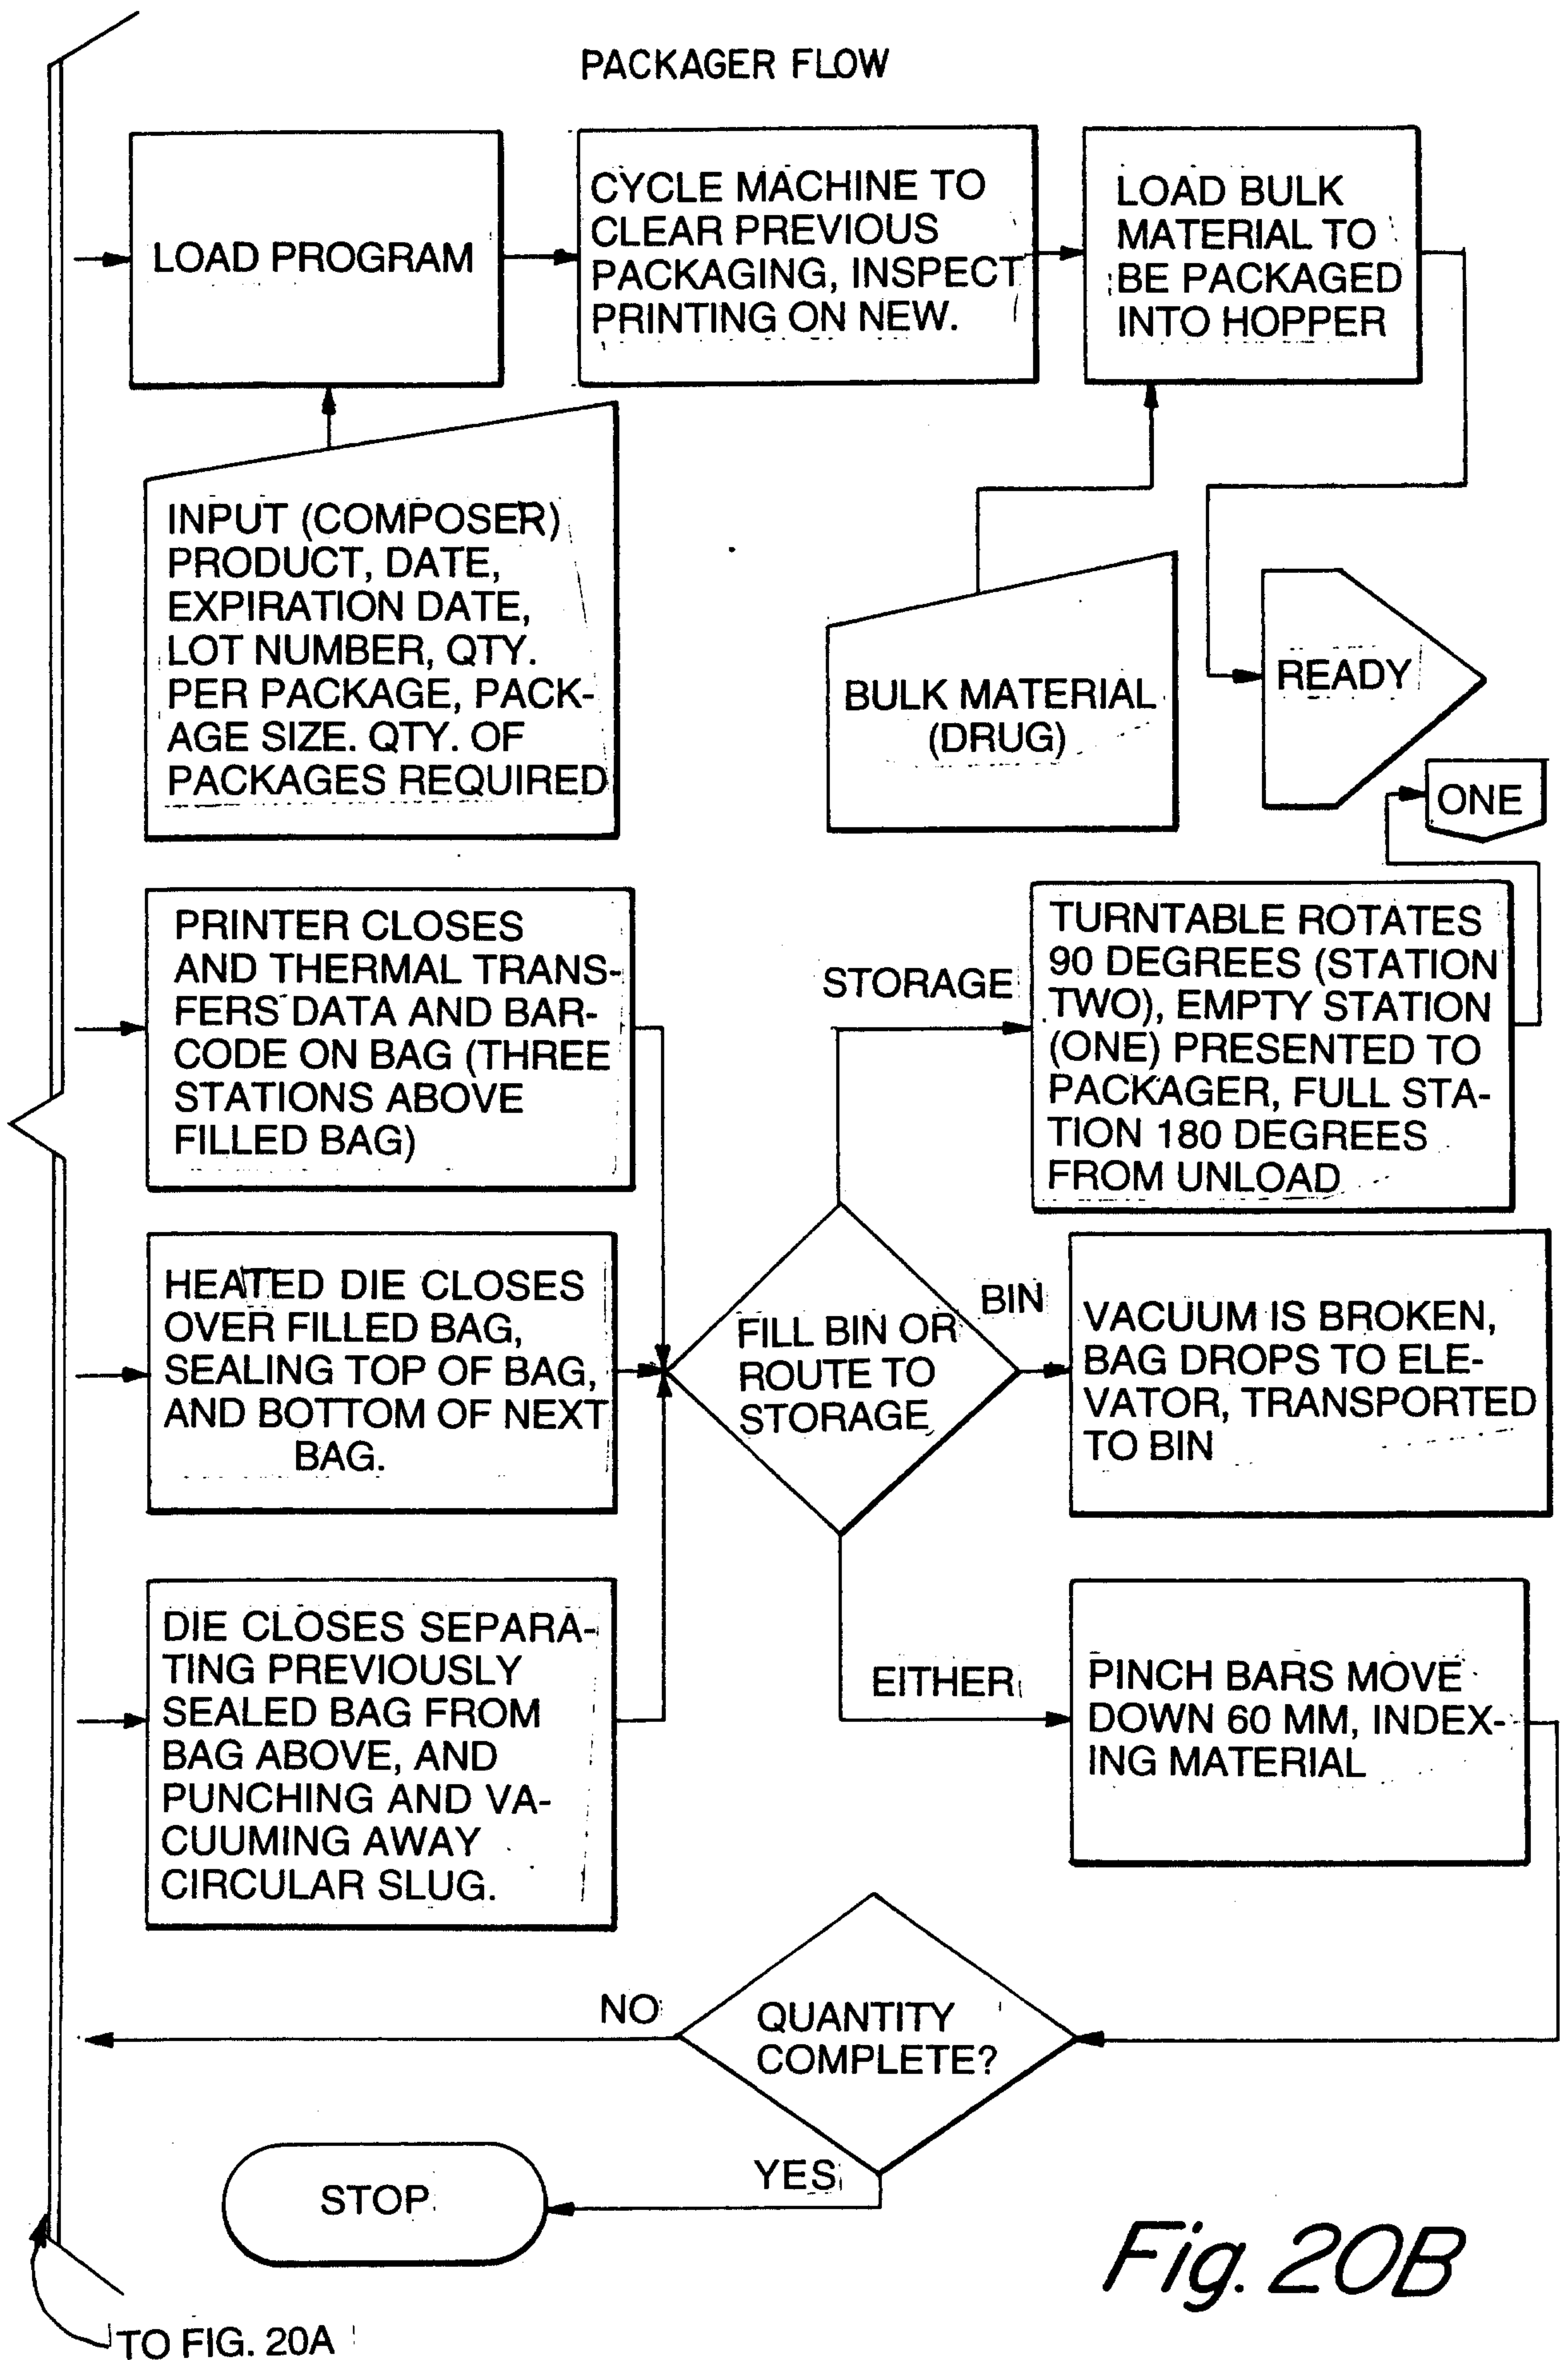 PACKAGER FLOW
LOAD PROGRAM
CYCLE MACHINE TO
CLEAR PREVIOUS
PACKAGING, INSPECT
PRINTING ON NEW.
LOAD BULK
MATERIAL TO
BE PACKAGED
INTO HOPPER
INPUT (COMPOSER)
PRODUCT, DATE,
EXPIRATION DATE,
LOT NUMBER, QTY.
PER PACKAGE, PACK-
AGE SIZE. QTY. OF
PACKAGES REQUIRED
BULK MATERIAL
(DRUG)
READY
ONE
PRINTER CLOSES
AND THERMAL TRANS-
FERS DATA AND BAR-
CODE ON BAG (THREE
STATIONS ABOVE
FILLED BAG)
STORAGE
TURNTABLE ROTATES
90 DEGREES (STATION
TWO), EMPTY STATION
(ONE) PRESENTED TO
PACKAGER, FULL STA-
TION 180 DEGREES
FROM UNLOAD
HEATED DIE CLOSES
OVER FILLED BAG,
SEALING TOP OF BAG,
AND BOTTOM OF NEXT
BAG.
FILL BIN OR
ROUTE TO
STORAGE
BIN
VACUUM IS BROKEN,
BAG DROPS TO ELE-
VATOR, TRANSPORTED
TO BIN
DIE CLOSES SEPARA-
TING PREVIOUSLY
SEALED BAG FROM
BAG ABOVE, AND
PUNCHING AND VA-
CUUMING AWAY
CIRCULAR SLUG.
EITHER
PINCH BARS MOVE
DOWN 60 MM, INDEX-
ING MATERIAL
NO
QUANTITY
COMPLETE?
YES
STOP
Fig. 20B
TO FIG. 20A